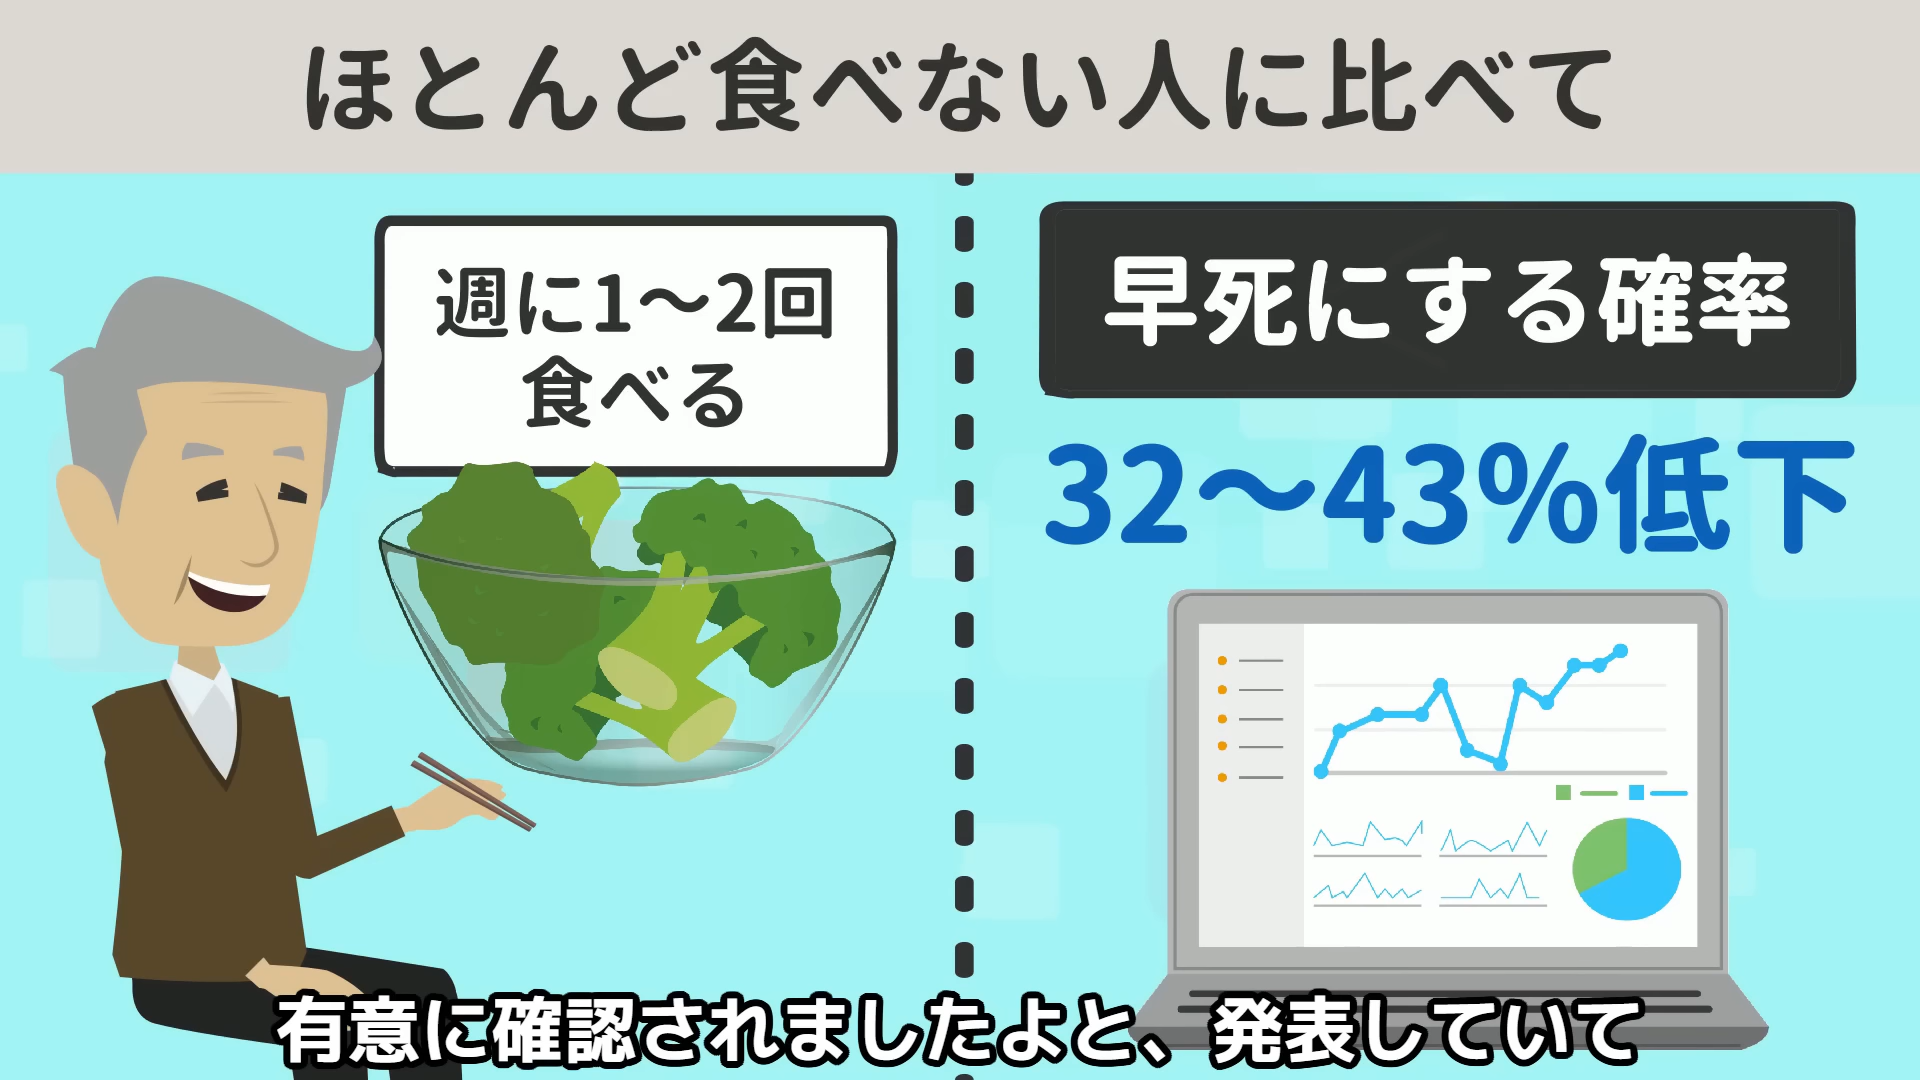 ほとんど食べない人に比べて
週に1〜2回
食べる
早死にする確率
32〜43%低下
有意に確認されましたよと、発表していて